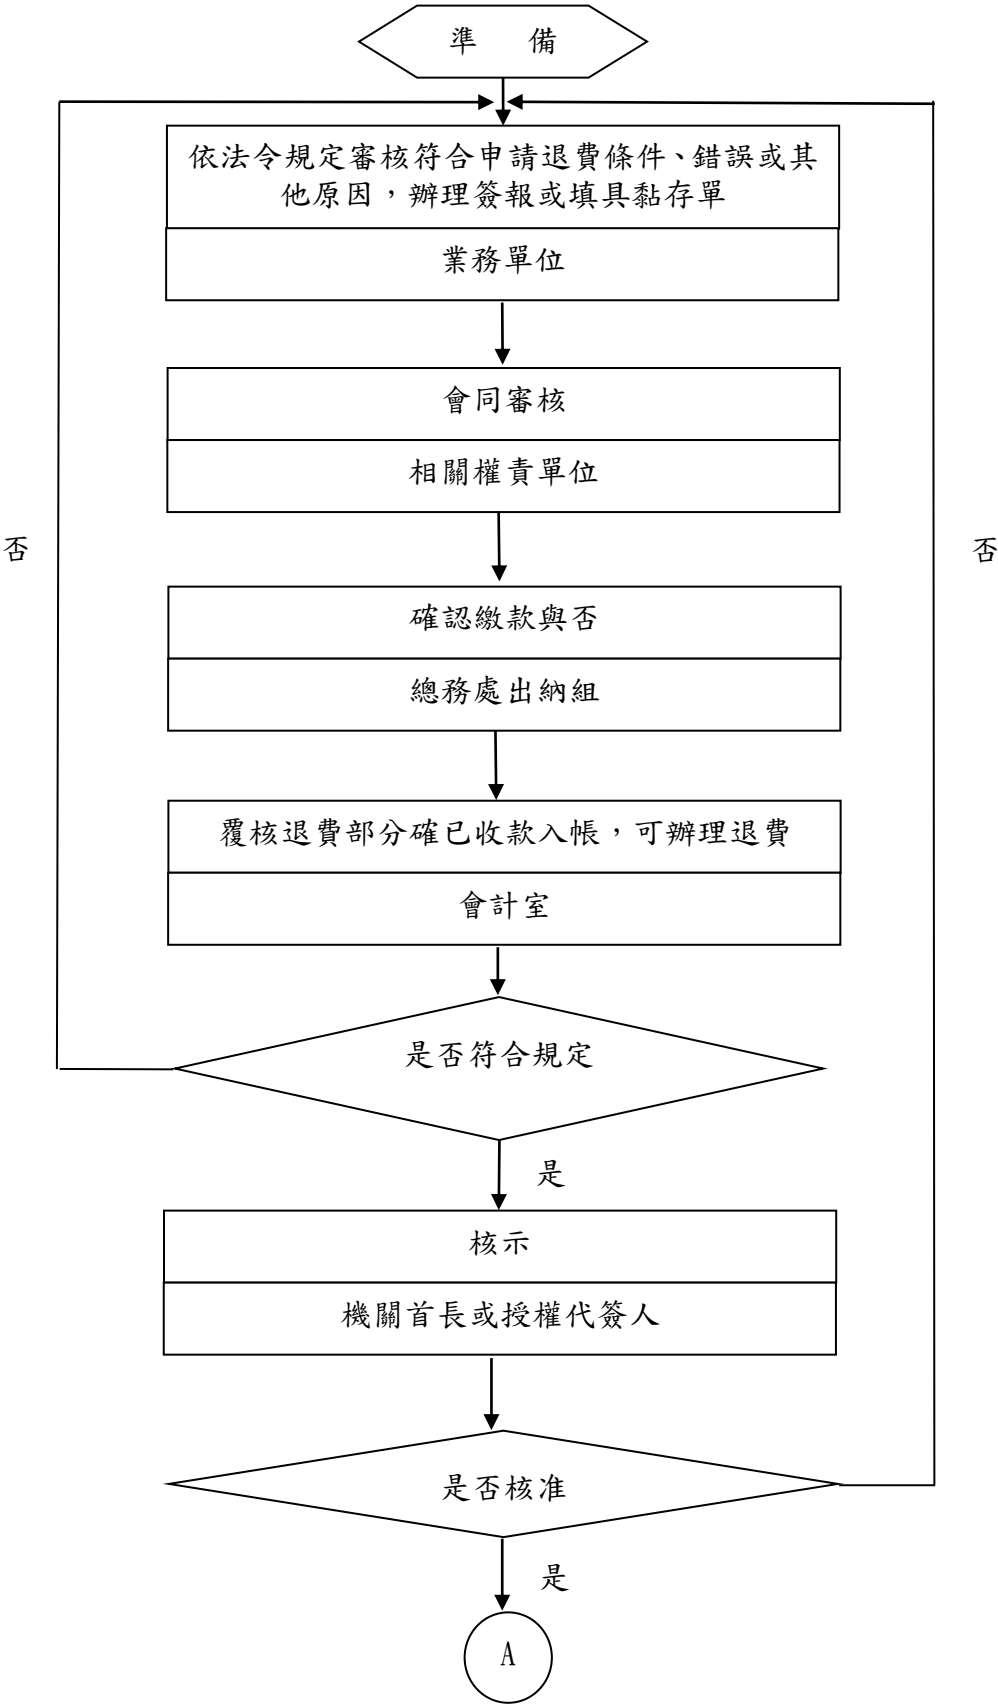 準　備
依法令規定審核符合申請退費條件、錯誤或其
他原因，辦理簽報或填具黏存單
業務單位
會同審核
相關權責單位
否
否
確認繳款與否
總務處出納組
覆核退費部分確已收款入帳，可辦理退費
會計室
是否符合規定
是
核示
機關首長或授權代簽人
是否核准
是
A